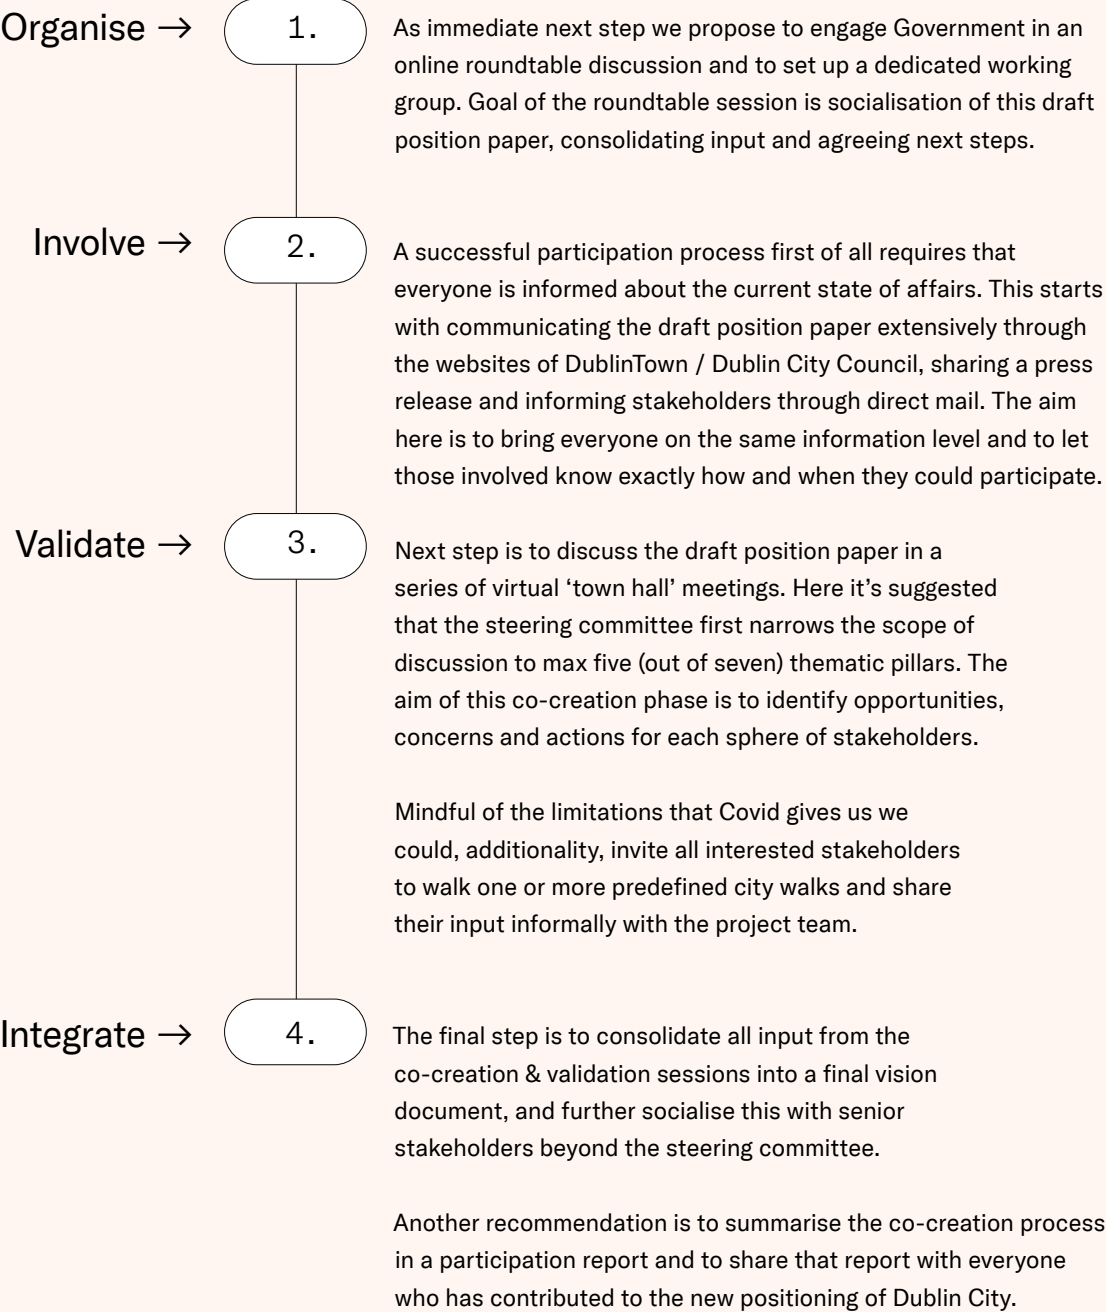 Organise →
1.
As immediate next step we propose to engage Government in an
online roundtable discussion and to set up a dedicated working
group. Goal of the roundtable session is socialisation of this draft
position paper, consolidating input and agreeing next steps.
Involve →
2.
A successful participation process first of all requires that
everyone is informed about the current state of affairs. This starts
with communicating the draft position paper extensively through
the websites of DublinTown / Dublin City Council, sharing a press
release and informing stakeholders through direct mail. The aim
here is to bring everyone on the same information level and to let
those involved know exactly how and when they could participate.
Validate →
3.
Next step is to discuss the draft position paper in a
series of virtual ‘town hall’ meetings. Here it’s suggested
that the steering committee first narrows the scope of
discussion to max five (out of seven) thematic pillars. The
aim of this co-creation phase is to identify opportunities,
concerns and actions for each sphere of stakeholders.
Mindful of the limitations that Covid gives us we
could, additionality, invite all interested stakeholders
to walk one or more predefined city walks and share
their input informally with the project team.
Integrate →
4.
The final step is to consolidate all input from the
co-creation & validation sessions into a final vision
document, and further socialise this with senior
stakeholders beyond the steering committee.
Another recommendation is to summarise the co-creation process
in a participation report and to share that report with everyone
who has contributed to the new positioning of Dublin City.